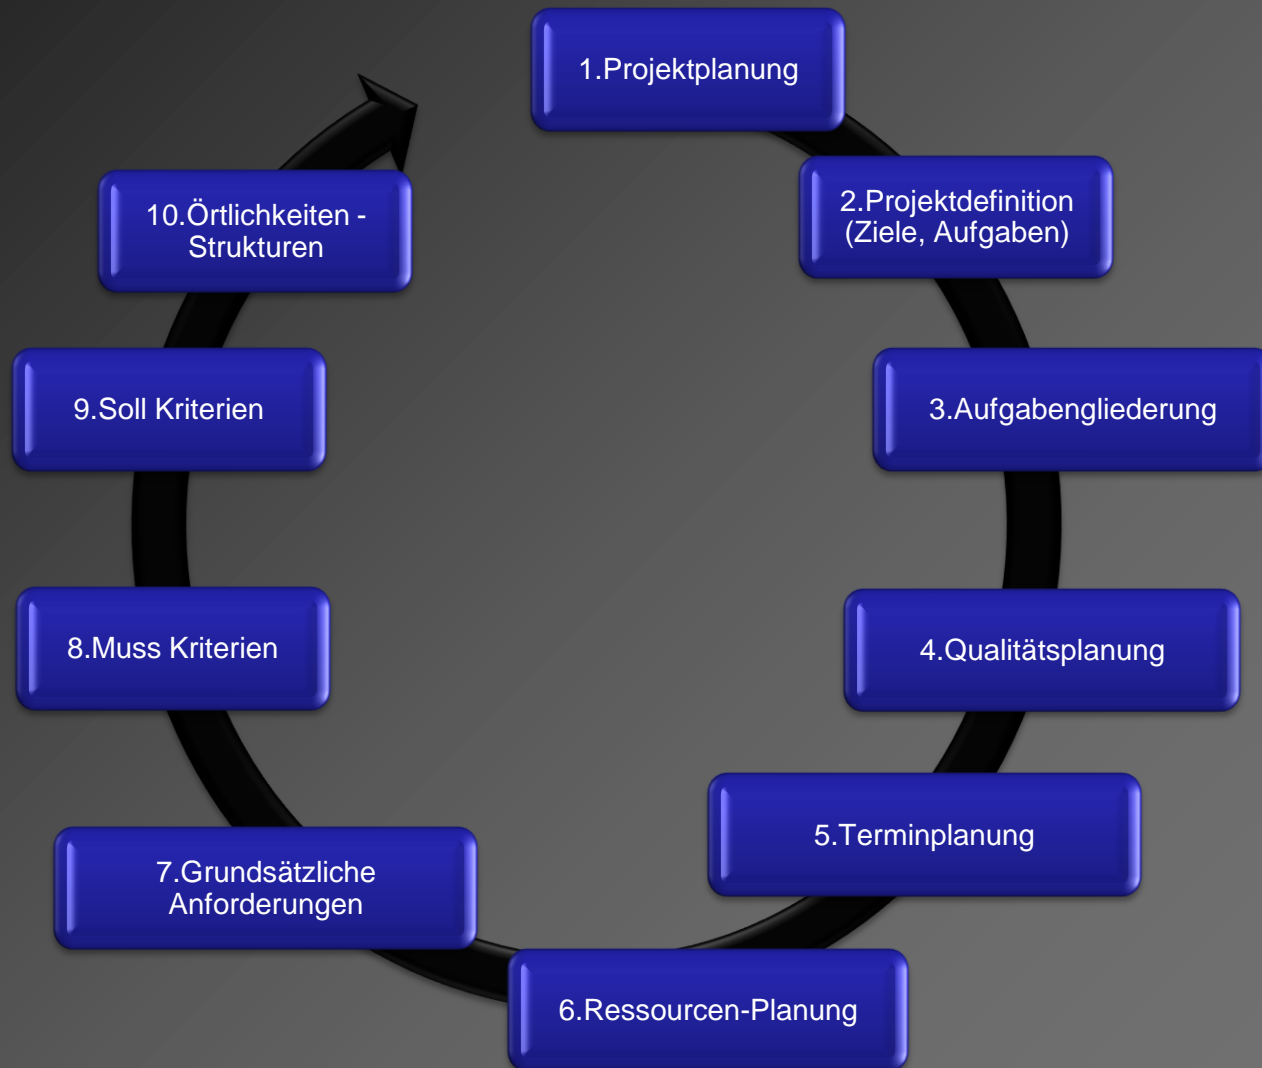 1.Projektplanung
2.Projektdefinition
(Ziele, Aufgaben)
3.Aufgabengliederung
4.Qualitätsplanung
5.Terminplanung
6.Ressourcen-Planung
7.Grundsätzliche
Anforderungen
8.Muss Kriterien
9.Soll Kriterien
10.Örtlichkeiten -
Strukturen